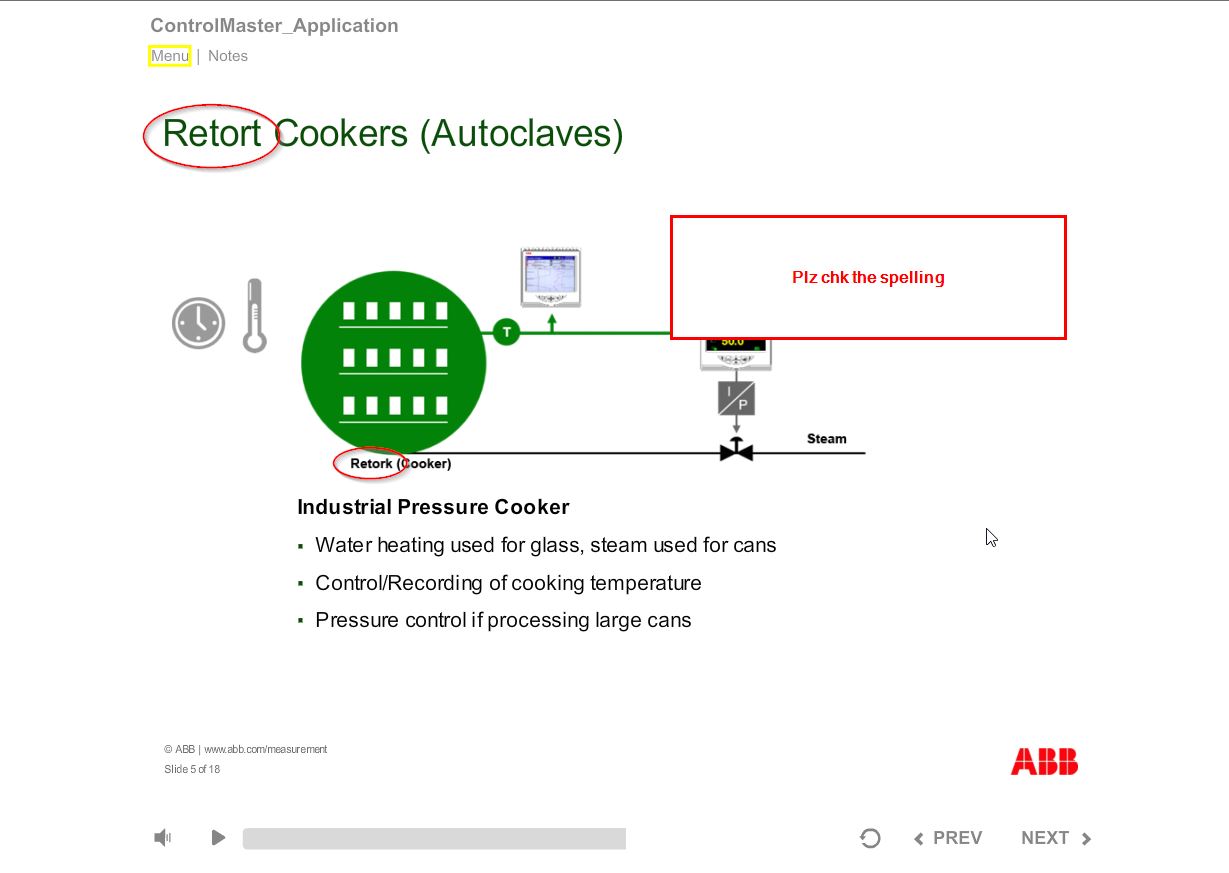 ControlMaster_Application
Menu | Notes
Retort Cookers (Autoclaves)
Plz chk the spelling
T
50.0
I
P
Steam
Retork (Cooker)
Industrial Pressure Cooker
▪ Water heating used for glass, steam used for cans
▪ Control/Recording of cooking temperature
▪ Pressure control if processing large cans
© ABB | www.abb.com/measurement
Slide 5 of 18
ABB
PREV NEXT